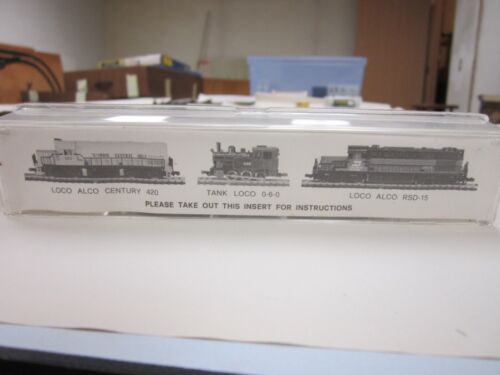 LOCO ALCO CENTURY 420
TANK LOCO 0-6-0
LOCO ALCO RSD-15
PLEASE TAKE OUT THIS INSERT FOR INSTRUCTIONS